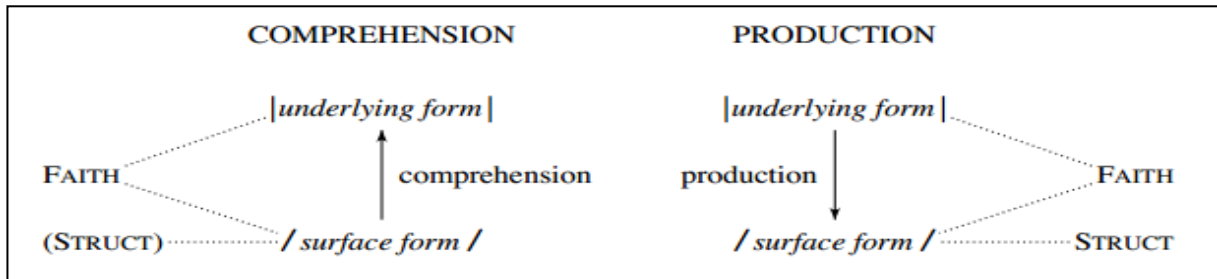 COMPREHENSION PRODUCTION
|underlying form| |underlying form|
FAITH comprehension production FAITH
(STRUCT) / surface form / / surface form / STRUCT